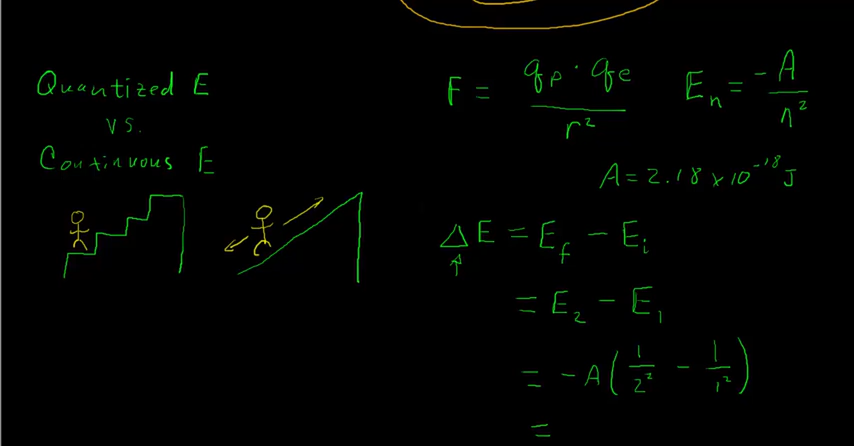 Quantized E
vs.
Continuous E
F = qp · qe / r²
En = -A / n²
A = 2.18 × 10⁻¹⁸ J
ΔE = Ef - Ei
= E₂ - E₁
= -A(1/2² - 1/1²)
=